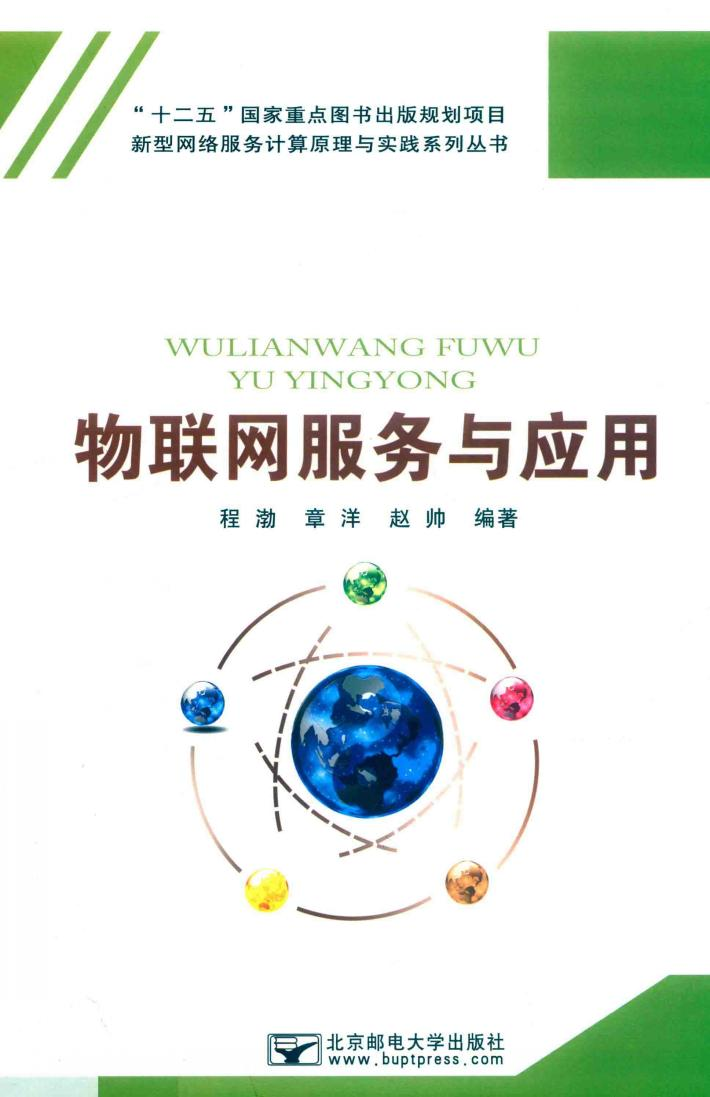 “十二五”国家重点图书出版规划项目
新型网络服务计算原理与实践系列丛书
WULIANWANG FUWU
YU YINGYONG
物联网服务与应用
程渤 章洋 赵帅 编著
北京邮电大学出版社
www.buptpress.com